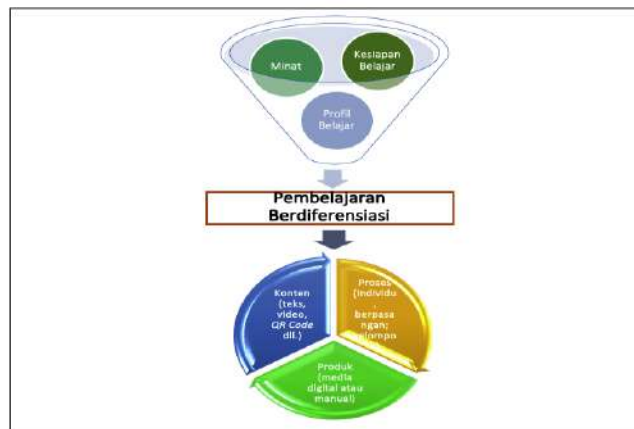 Minat
Kesiapan
Belajar
Profil
Belajar
Pembelajaran
Berdiferensiasi
Konten
(teks,
video,
QR Code
dll.)
Proses
(individu
,
berpasa
ngan;
Produk
(media
digital atau
manual)